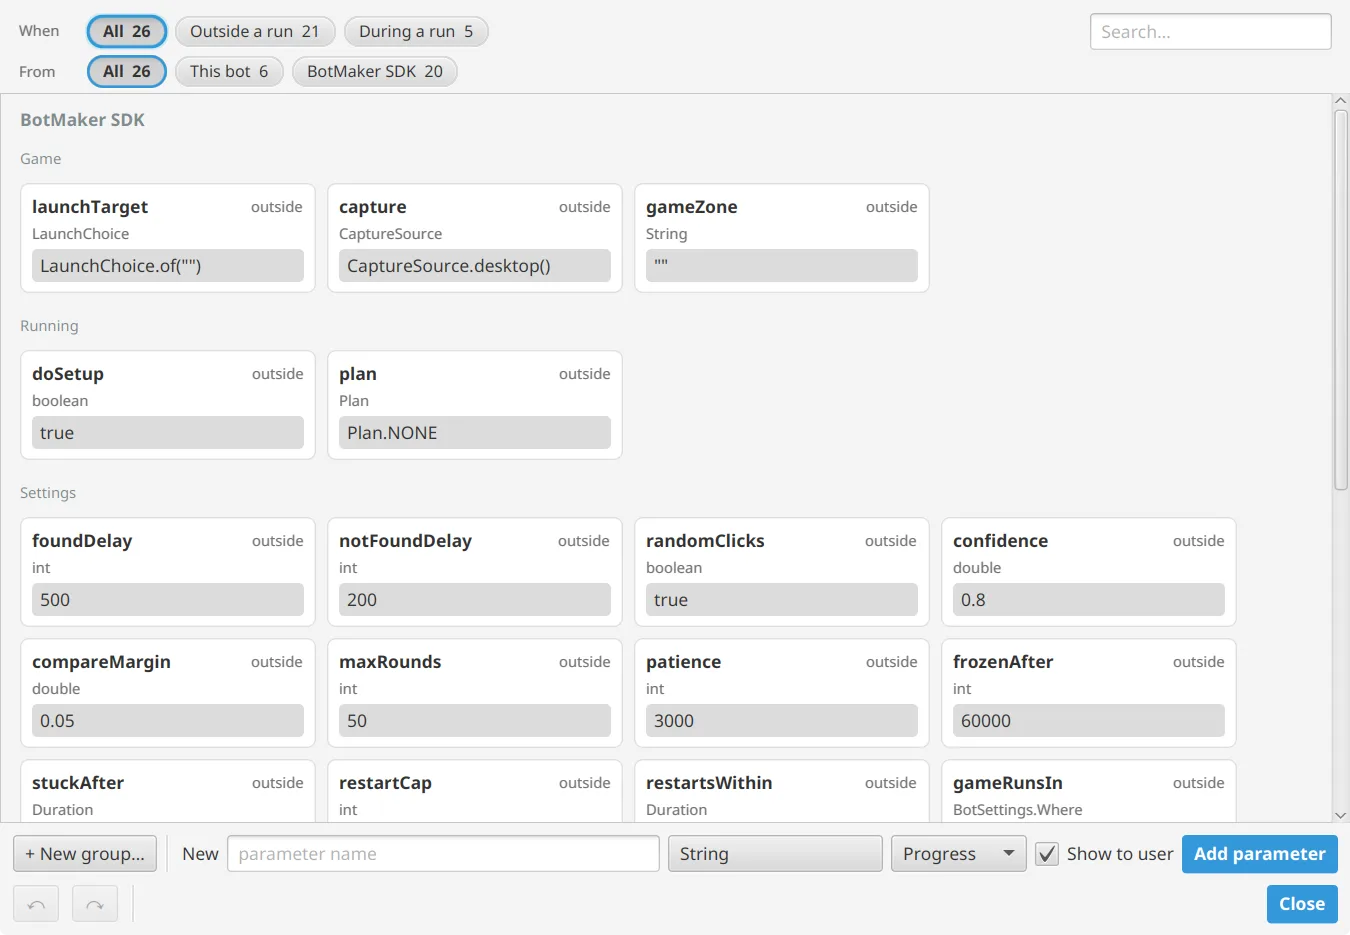 When All 26 Outside a run 21 During a run 5 Search...
From All 26 This bot 6 BotMaker SDK 20
BotMaker SDK
Game
launchTarget outside capture outside gameZone outside
LaunchChoice CaptureSource String
LaunchChoice.of("") CaptureSource.desktop() ""
Running
doSetup outside plan outside
boolean Plan
true Plan.NONE
Settings
foundDelay outside notFoundDelay outside randomClicks outside confidence outside
int int boolean double
500 200 true 0.8
compareMargin outside maxRounds outside patience outside frozenAfter outside
double int int int
0.05 50 3000 60000
stuckAfter outside restartCap outside restartsWithin outside gameRunsIn outside
Duration int Duration BotSettings.Where
+ New group... New parameter name String Progress Show to user Add parameter
Close